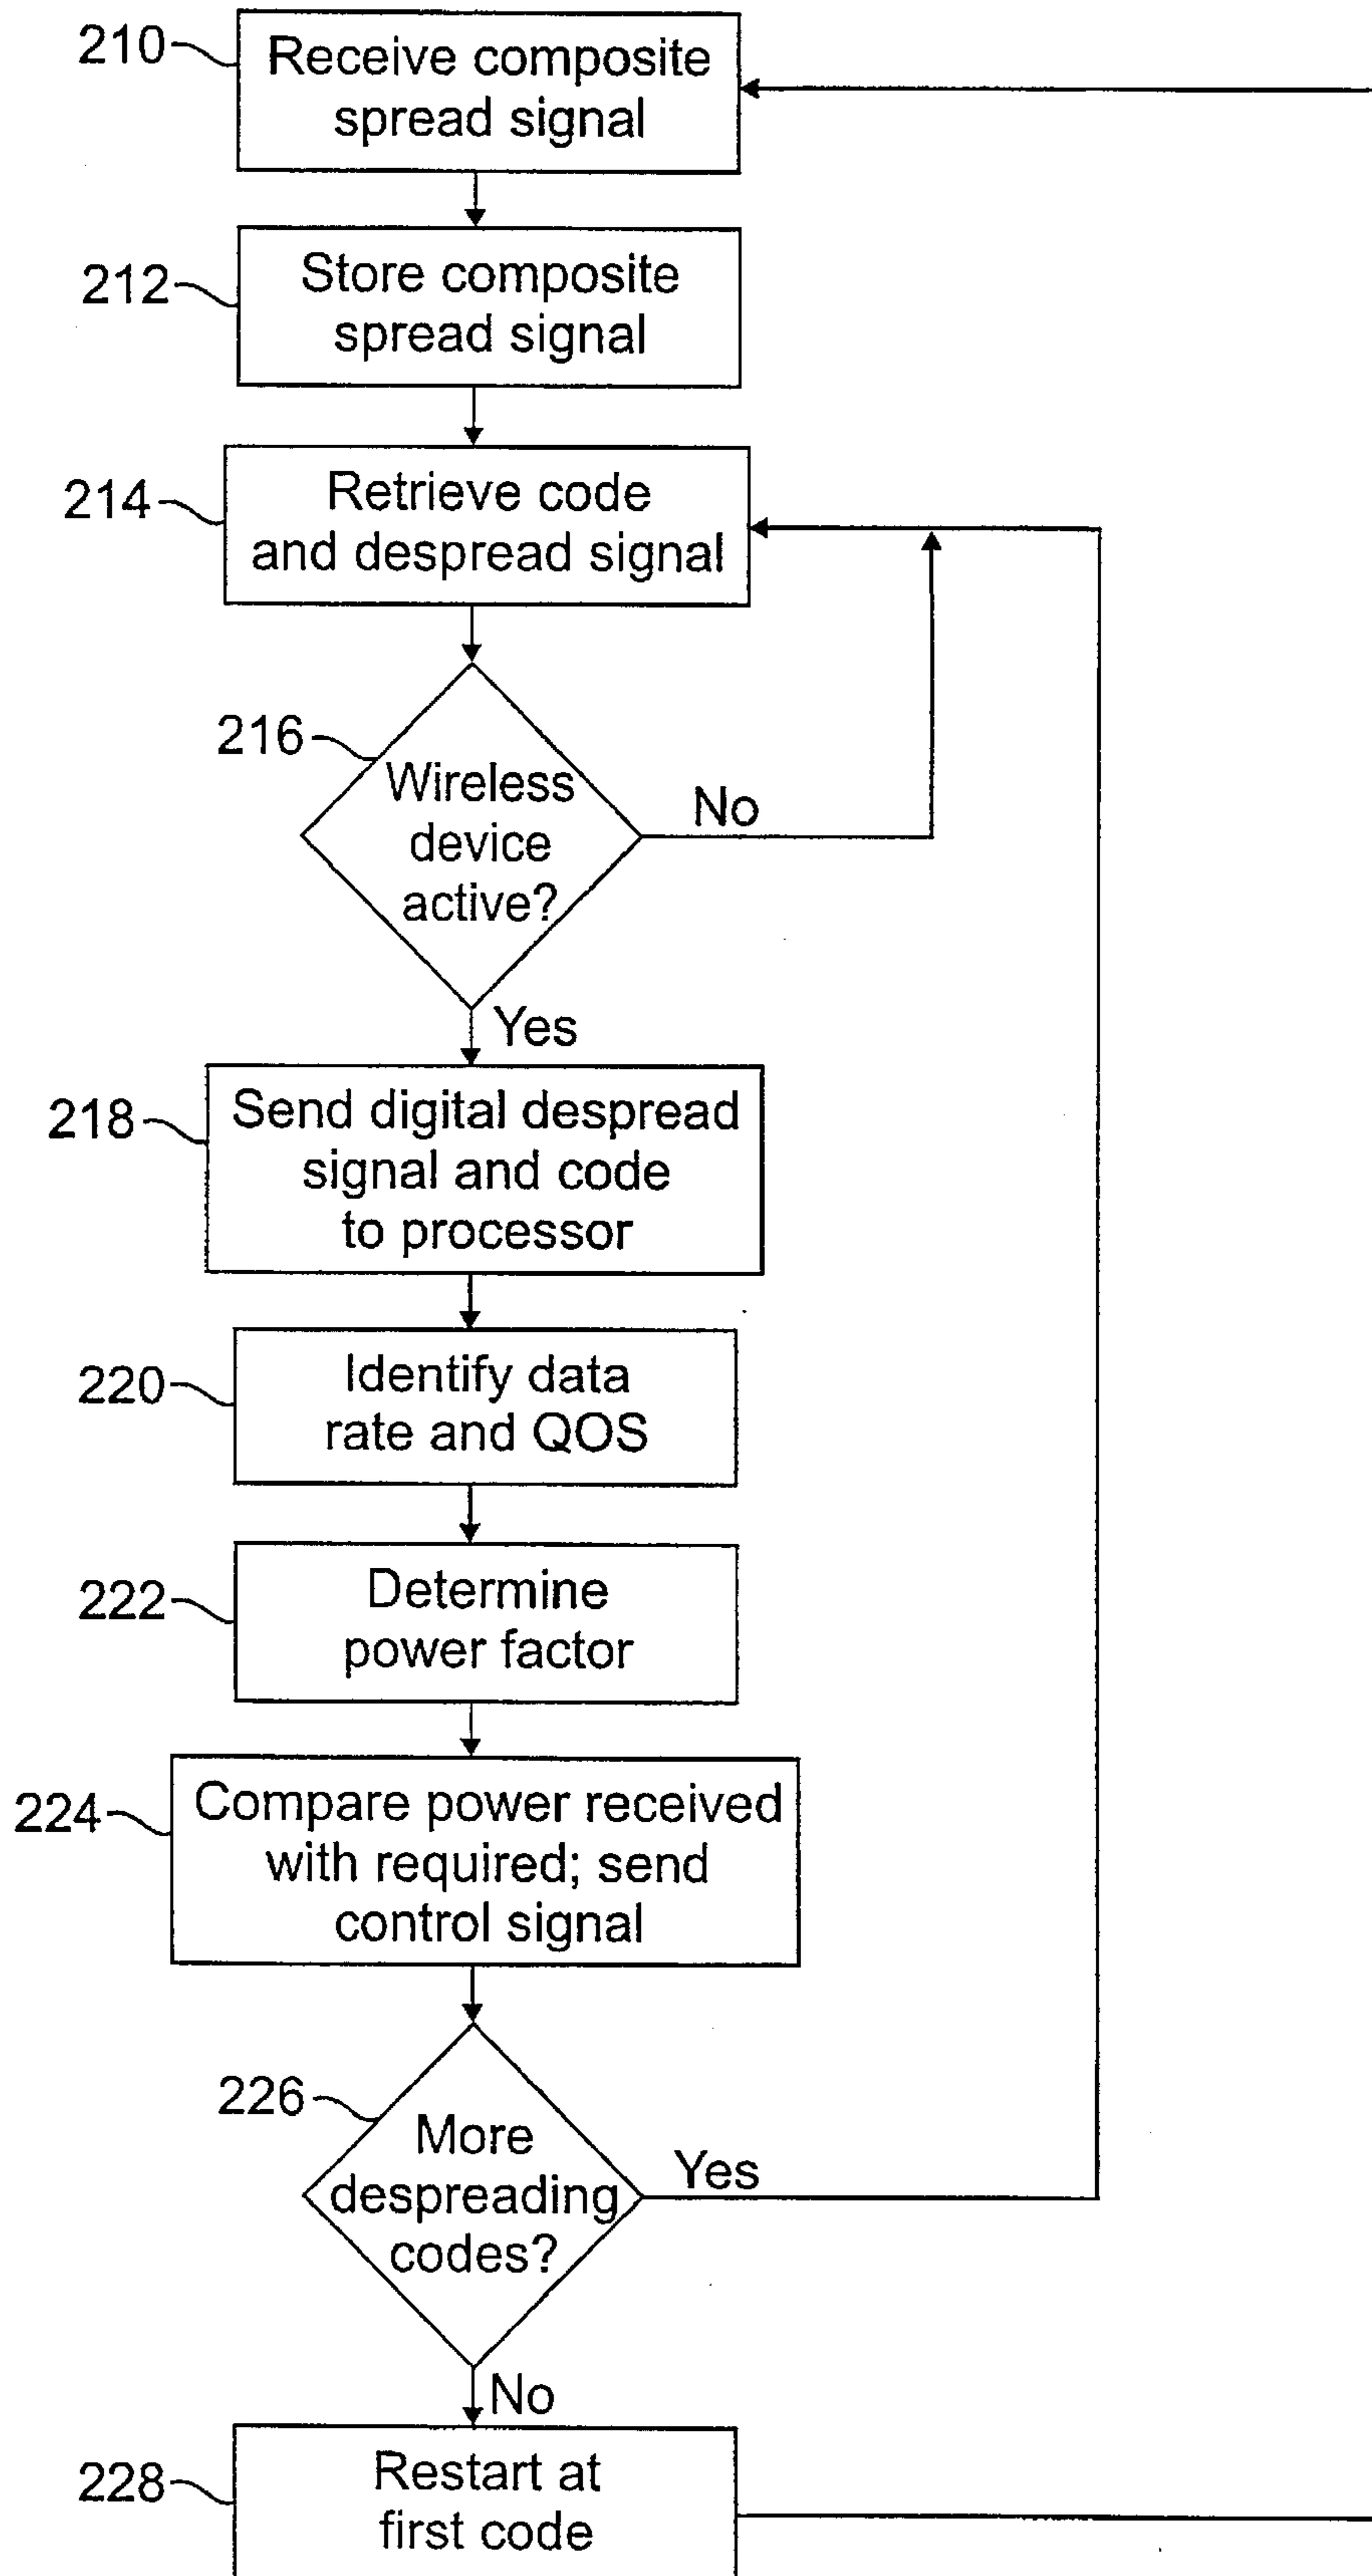 210
Receive composite
spread signal
212
Store composite
spread signal
214
Retrieve code
and despread signal
216
Wireless
device
active?
No
Yes
218
Send digital despread
signal and code
to processor
220
Identify data
rate and QOS
222
Determine
power factor
224
Compare power received
with required; send
control signal
226
More
despreading
codes?
Yes
No
228
Restart at
first code